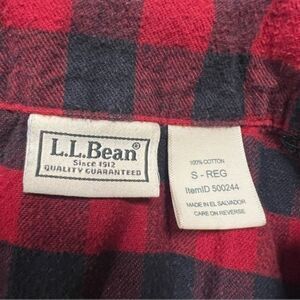 L.L.Bean®
Since 1912
QUALITY GUARANTEED
100% COTTON
S - REG
ItemID 500244
MADE IN EL SALVADOR
CARE ON REVERSE